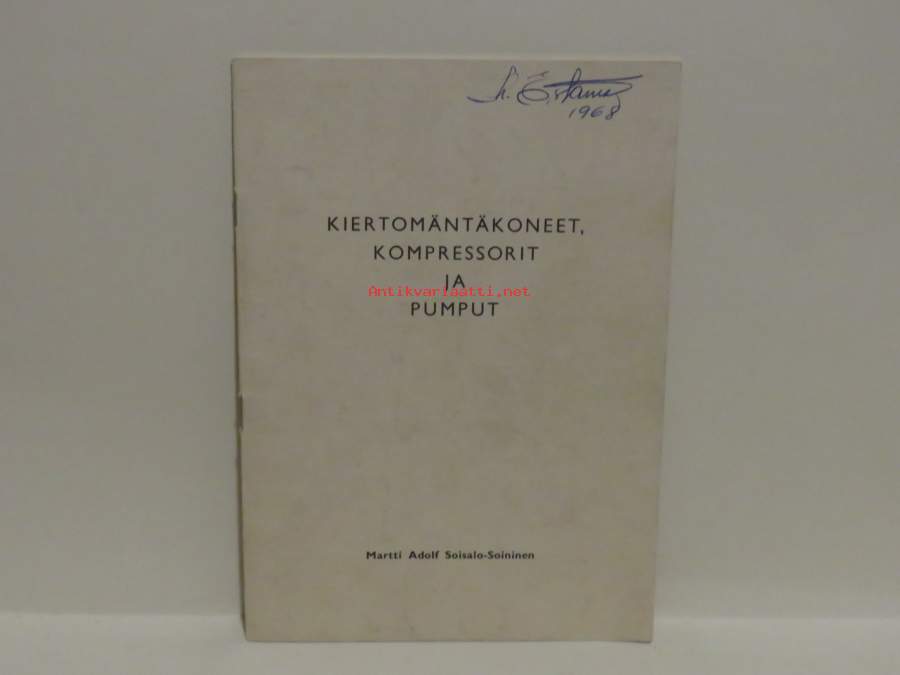 1968
KIERTOMÄNTÄKONEET,
KOMPRESSORIT
JA
Antikvariaatti.net
PUMPUT
Martti Adolf Soisalo-Soininen